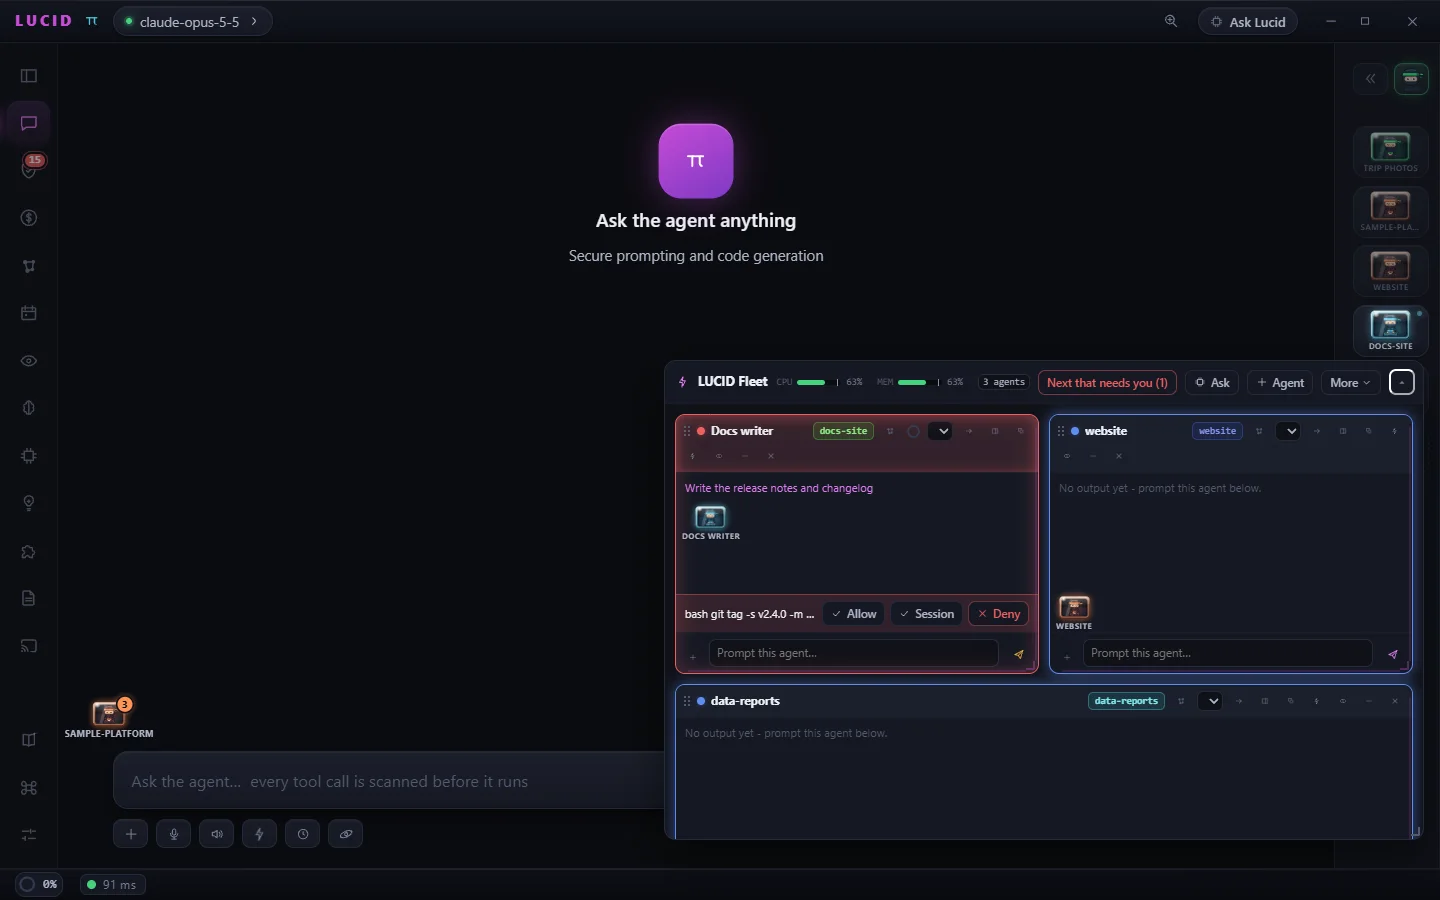 LUCID π claude-opus-5-5
Ask Lucid
15
π
Ask the agent anything
Secure prompting and code generation
TRIP PHOTOS
SAMPLE-PLA...
WEBSITE
DOCS-SITE
LUCID Fleet CPU 63% MEM 63% 3 agents Next that needs you (1) Ask + Agent More
Docs writer docs-site
website website
Write the release notes and changelog
No output yet - prompt this agent below.
DOCS WRITER
bash git tag -s v2.4.0 -m ... Allow Session Deny
WEBSITE
Prompt this agent...
Prompt this agent...
data-reports data-reports
No output yet - prompt this agent below.
3
SAMPLE-PLATFORM
Ask the agent... every tool call is scanned before it runs
0% 91 ms